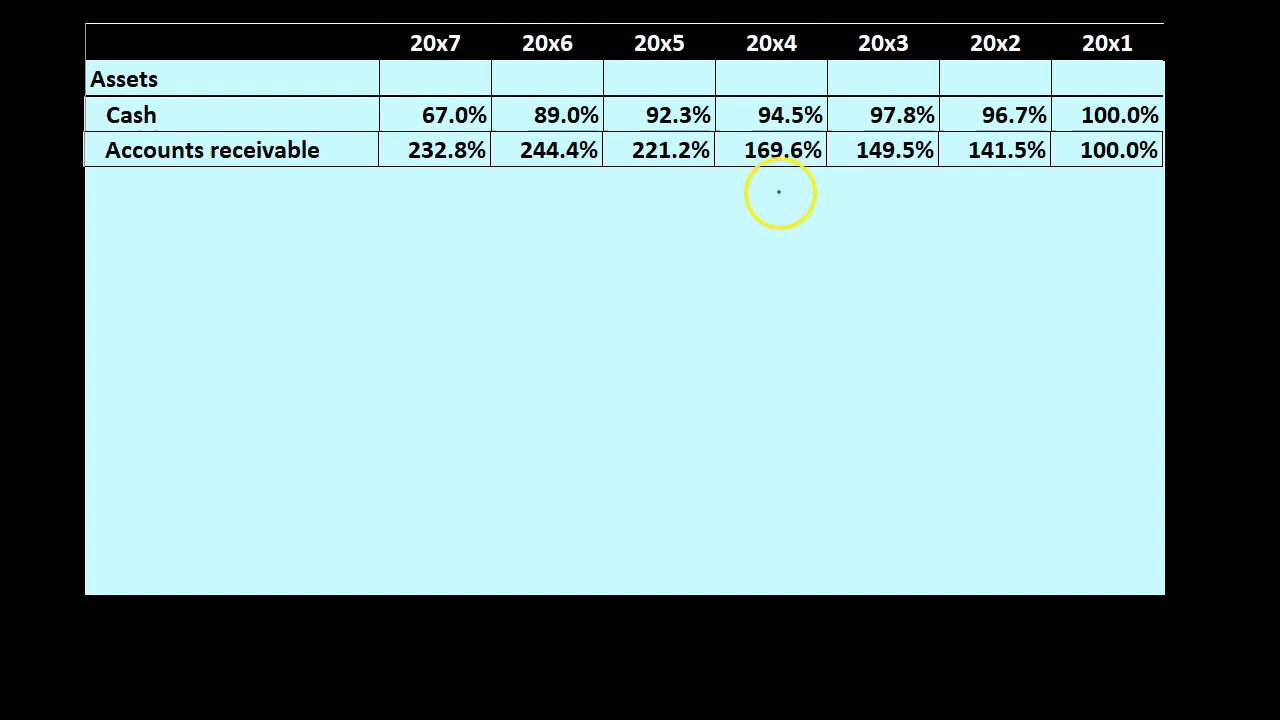 20x7 20x6 20x5 20x4 20x3 20x2 20x1
Assets
Cash 67.0% 89.0% 92.3% 94.5% 97.8% 96.7% 100.0%
Accounts receivable 232.8% 244.4% 221.2% 169.6% 149.5% 141.5% 100.0%